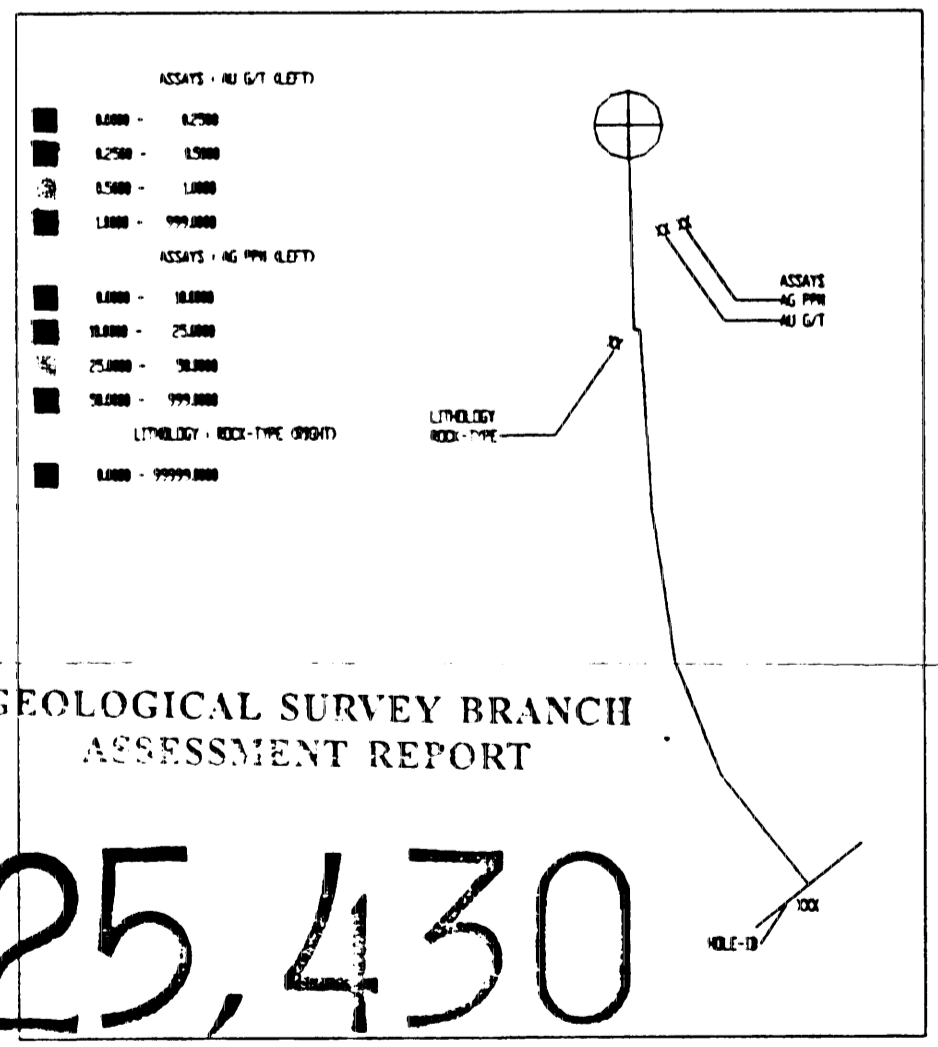 ASSAYS : AU G/T (LEFT)
0.0000 - 0.2500
0.2500 - 0.5000
0.5000 - 1.0000
1.0000 - 999.0000
ASSAYS : AG PPM (LEFT)
0.0000 - 10.0000
10.0000 - 25.0000
25.0000 - 50.0000
50.0000 - 999.0000
LITHOLOGY : ROCK-TYPE (RIGHT)
0.0000 - 99999.0000
XX XX
ASSAYS
AG PPM
AU G/T
XX
LITHOLOGY
ROCK-TYPE
GEOLOGICAL SURVEY BRANCH
ASSESSMENT REPORT
25,430
XXX
HOLE-ID